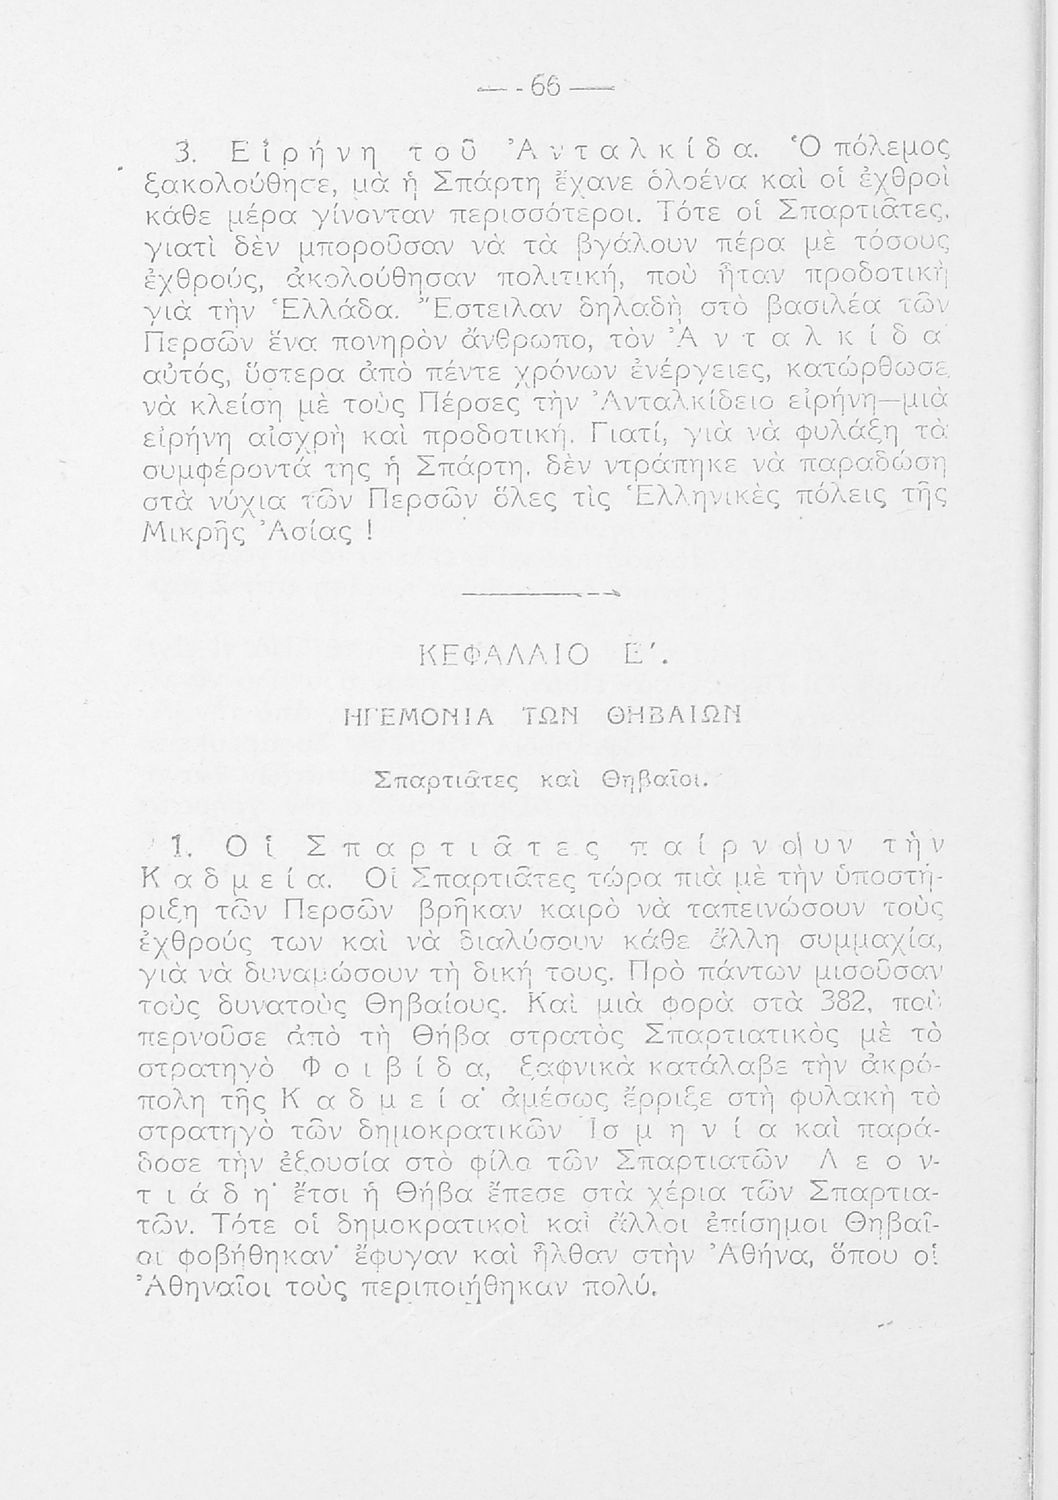 — - 66 —
3. Εἰρήνη τοῦ Ἀνταλκίδα. Ὁ πόλεμος
ξακολούθησε, μὰ ἡ Σπάρτη ἔχανε ὁλοένα καὶ οἱ ἐχθροὶ
κάθε μέρα γίνονταν περισσότεροι. Τότε οἱ Σπαρτιᾶτες,
γιατὶ δὲν μποροῦσαν νὰ τὰ βγάλουν πέρα μὲ τόσους
ἐχθρούς, ἀκολούθησαν πολιτική, ποὺ ἦταν προδοτικὴ
γιὰ τὴν Ἑλλάδα. Ἔστειλαν δηλαδὴ στὸ βασιλέα τῶν
Περσῶν ἕνα πονηρὸν ἄνθρωπο, τὸν Ἀνταλκίδα·
αὐτός, ὕστερα ἀπὸ πέντε χρόνων ἐνέργειες, κατώρθωσε
νὰ κλείσῃ μὲ τοὺς Πέρσες τὴν Ἀνταλκίδειο εἰρήνη—μιὰ
εἰρήνη αἰσχρὴ καὶ προδοτική. Γιατί, γιὰ νὰ φυλάξῃ τὰ
συμφέροντά της ἡ Σπάρτη, δὲν ντράπηκε νὰ παραδώσῃ
στὰ νύχια τῶν Περσῶν ὅλες τὶς Ἑλληνικὲς πόλεις τῆς
Μικρῆς Ἀσίας !
ΚΕΦΑΛΑΙΟ Ε΄.
ΗΓΕΜΟΝΙΑ ΤΩΝ ΘΗΒΑΙΩΝ
Σπαρτιᾶτες καὶ Θηβαῖοι.
1. Οἱ Σπαρτιᾶτες παίρνουν τὴν
Καδμεία. Οἱ Σπαρτιᾶτες τώρα πιὰ μὲ τὴν ὑποστή-
ριξη τῶν Περσῶν βρῆκαν καιρὸ νὰ ταπεινώσουν τοὺς
ἐχθρούς των καὶ νὰ διαλύσουν κάθε ἄλλη συμμαχία,
γιὰ νὰ δυναμώσουν τὴ δική τους. Πρὸ πάντων μισοῦσαν
τοὺς δυνατοὺς Θηβαίους. Καὶ μιὰ φορὰ στὰ 382, ποὺ
περνοῦσε ἀπὸ τὴ Θήβα στρατὸς Σπαρτιατικὸς μὲ τὸ
στρατηγὸ Φοιβίδα, ξαφνικὰ κατάλαβε τὴν ἀκρό-
πολη τῆς Καδμεία· ἀμέσως ἔρριξε στὴ φυλακὴ τὸ
στρατηγὸ τῶν δημοκρατικῶν Ἰσμηνία καὶ παρά-
δοσε τὴν ἐξουσία στὸ φίλο τῶν Σπαρτιατῶν Λεον-
τιάδη· ἔτσι ἡ Θήβα ἔπεσε στὰ χέρια τῶν Σπαρτια-
τῶν. Τότε οἱ δημοκρατικοὶ καὶ ἄλλοι ἐπίσημοι Θηβαῖ-
οι φοβήθηκαν· ἔφυγαν καὶ ἦλθαν στὴν Ἀθήνα, ὅπου οἱ
Ἀθηναῖοι τοὺς περιποιήθηκαν πολύ.